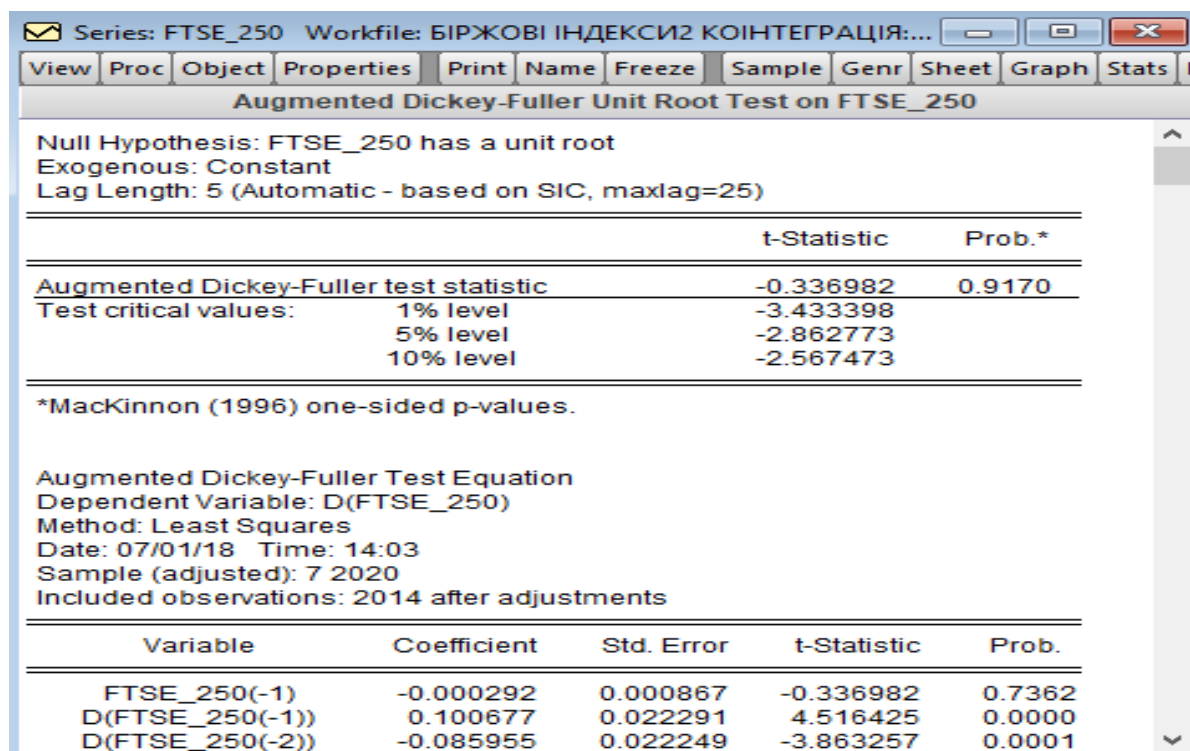 Series: FTSE_250 Workfile: БІРЖОВІ ІНДЕКСИ2 КОІНТЕГРАЦІЯ:...
View Proc Object Properties Print Name Freeze Sample Genr Sheet Graph Stats
Augmented Dickey-Fuller Unit Root Test on FTSE_250
Null Hypothesis: FTSE_250 has a unit root
Exogenous: Constant
Lag Length: 5 (Automatic - based on SIC, maxlag=25)
t-Statistic Prob.*
Augmented Dickey-Fuller test statistic -0.336982 0.9170
Test critical values: 1% level -3.433398
5% level -2.862773
10% level -2.567473
*MacKinnon (1996) one-sided p-values.
Augmented Dickey-Fuller Test Equation
Dependent Variable: D(FTSE_250)
Method: Least Squares
Date: 07/01/18 Time: 14:03
Sample (adjusted): 7 2020
Included observations: 2014 after adjustments
Variable Coefficient Std. Error t-Statistic Prob.
FTSE_250(-1) -0.000292 0.000867 -0.336982 0.7362
D(FTSE_250(-1)) 0.100677 0.022291 4.516425 0.0000
D(FTSE_250(-2)) -0.085955 0.022249 -3.863257 0.0001